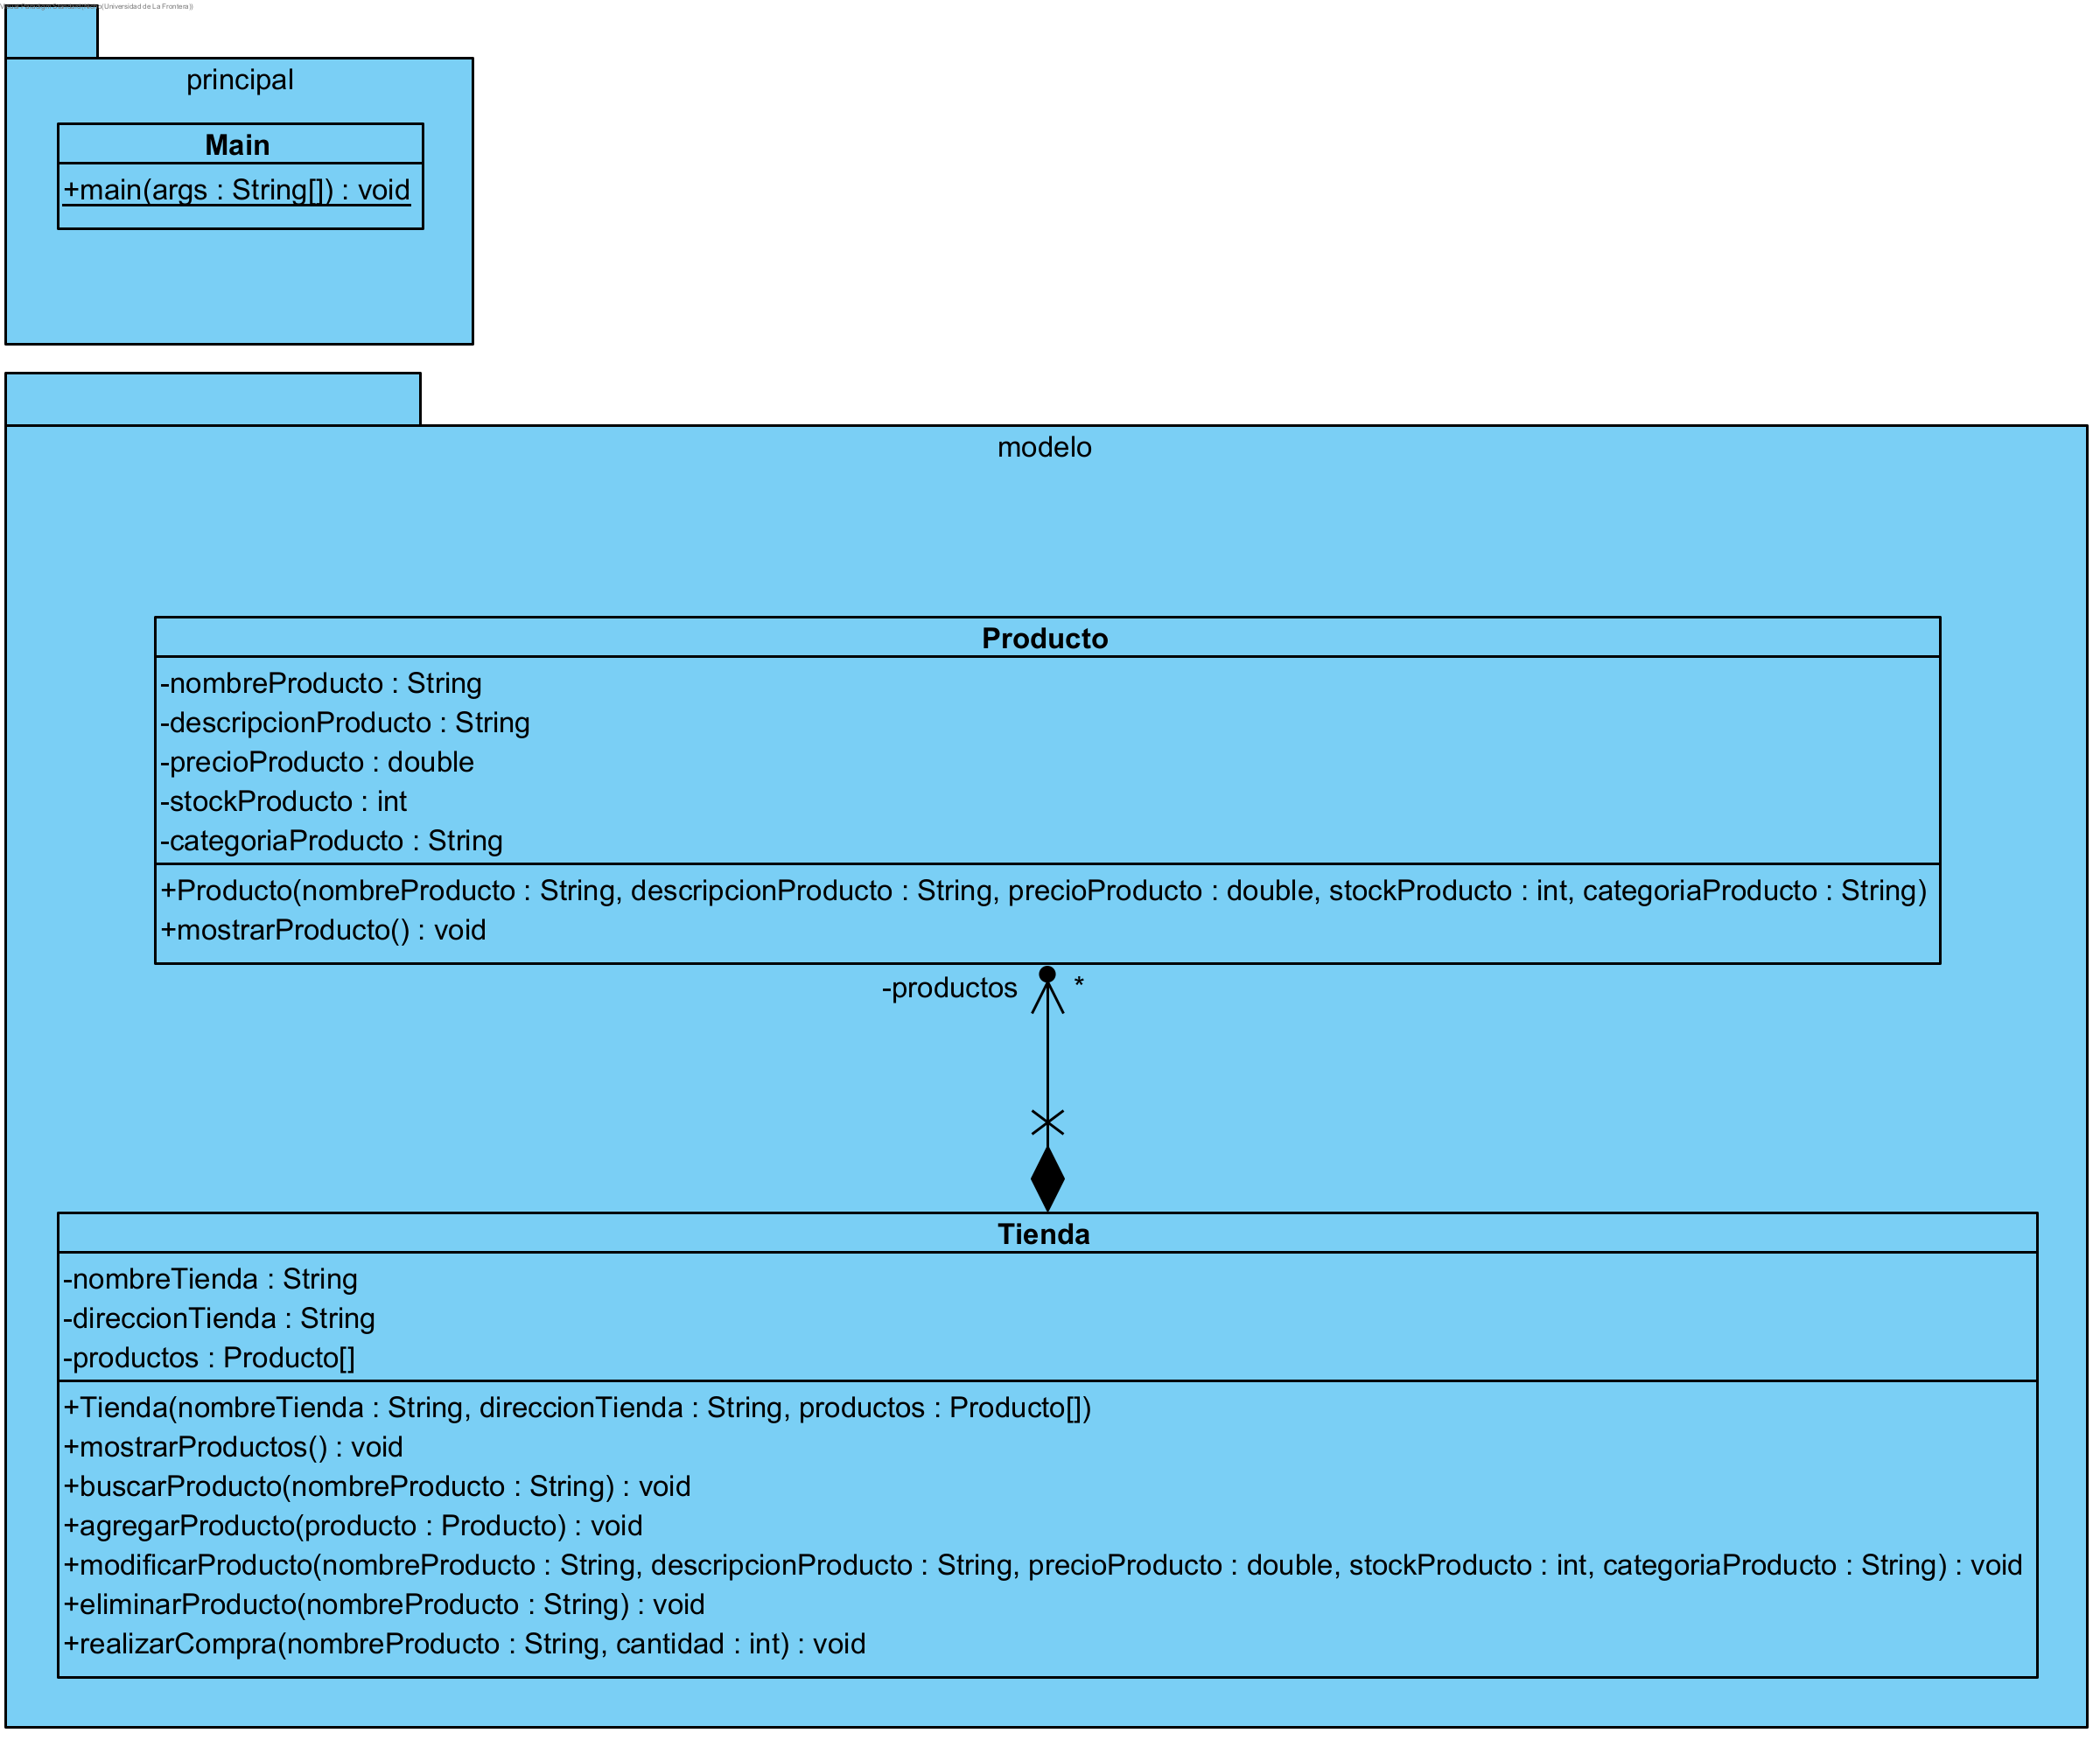 (Universidad de La Frontera))
principal
Main
+main(args : String[]) : void
modelo
Producto
-nombreProducto : String
-descripcionProducto : String
-precioProducto : double
-stockProducto : int
-categoriaProducto : String
+Producto(nombreProducto : String, descripcionProducto : String, precioProducto : double, stockProducto : int, categoriaProducto : String)
+mostrarProducto() : void
-productos *
Tienda
-nombreTienda : String
-direccionTienda : String
-productos : Producto[]
+Tienda(nombreTienda : String, direccionTienda : String, productos : Producto[])
+mostrarProductos() : void
+buscarProducto(nombreProducto : String) : void
+agregarProducto(producto : Producto) : void
+modificarProducto(nombreProducto : String, descripcionProducto : String, precioProducto : double, stockProducto : int, categoriaProducto : String) : void
+eliminarProducto(nombreProducto : String) : void
+realizarCompra(nombreProducto : String, cantidad : int) : void